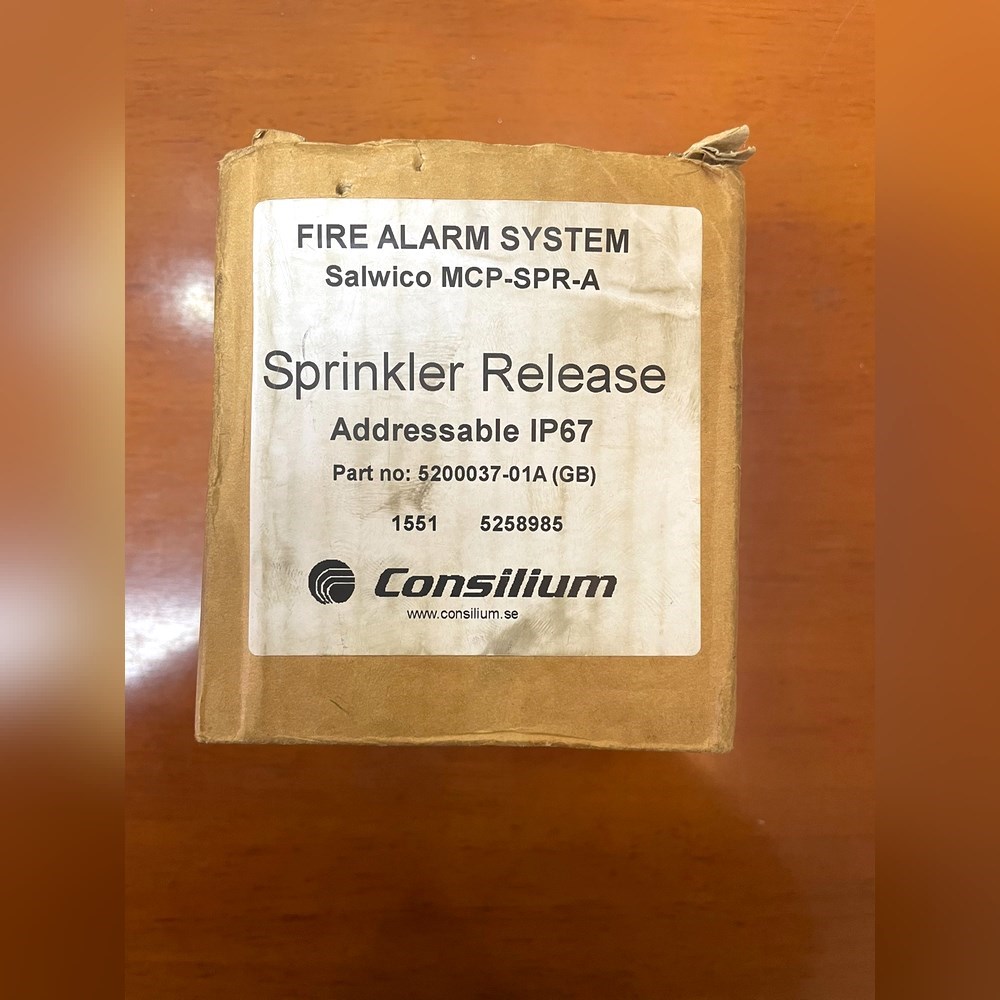 FIRE ALARM SYSTEM
Salwico MCP-SPR-A
Sprinkler Release
Addressable IP67
Part no: 5200037-01A (GB)
1551 5258985
Consilium
www.consilium.se